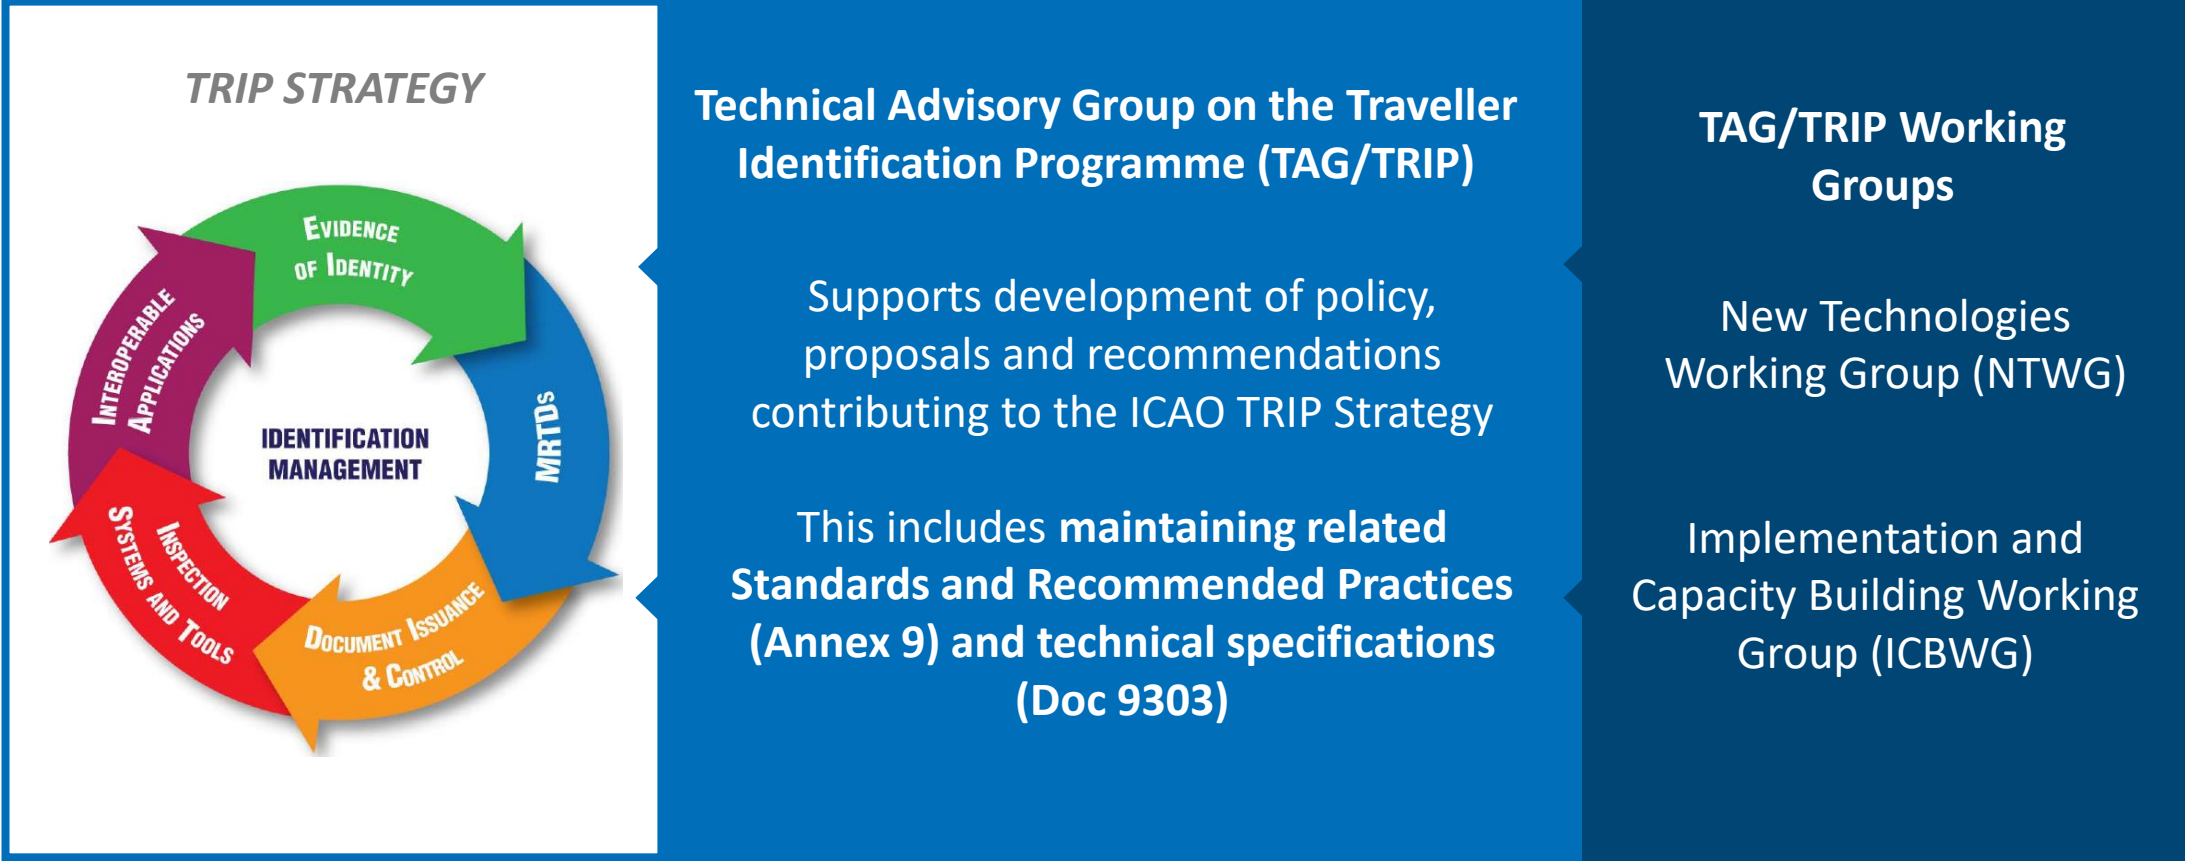 TRIP STRATEGY
EVIDENCE
OF IDENTITY
MRTDs
DOCUMENT ISSUANCE
& CONTROL
INSPECTION
SYSTEMS AND TOOLS
INTEROPERABLE
APPLICATIONS
IDENTIFICATION
MANAGEMENT
Technical Advisory Group on the Traveller
Identification Programme (TAG/TRIP)
Supports development of policy,
proposals and recommendations
contributing to the ICAO TRIP Strategy
This includes maintaining related
Standards and Recommended Practices
(Annex 9) and technical specifications
(Doc 9303)
TAG/TRIP Working
Groups
New Technologies
Working Group (NTWG)
Implementation and
Capacity Building Working
Group (ICBWG)